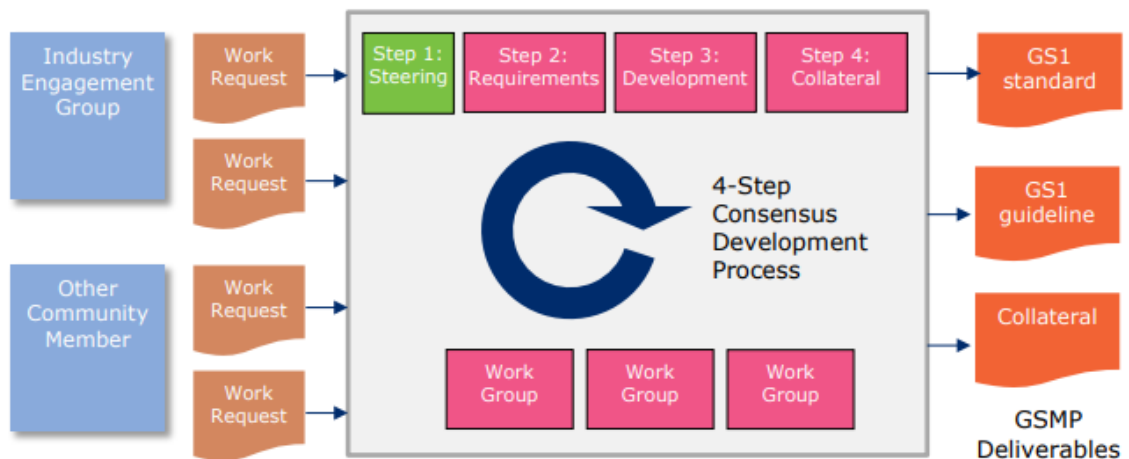 Industry
Engagement
Group
Work
Request
Work
Request
Other
Community
Member
Work
Request
Work
Request
Step 1:
Steering
Step 2:
Requirements
Step 3:
Development
Step 4:
Collateral
4-Step
Consensus
Development
Process
Work
Group
Work
Group
Work
Group
GS1
standard
GS1
guideline
Collateral
GSMP
Deliverables